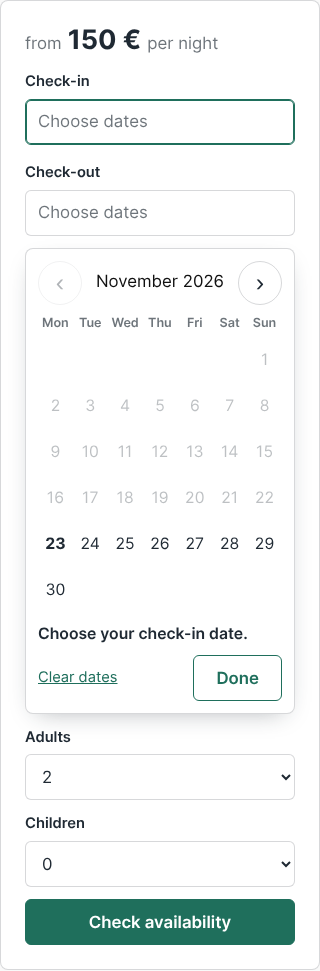 from 150 € per night
Check-in
Choose dates
Check-out
Choose dates
‹ November 2026 ›
Mon Tue Wed Thu Fri Sat Sun
1
2 3 4 5 6 7 8
9 10 11 12 13 14 15
16 17 18 19 20 21 22
23 24 25 26 27 28 29
30
Choose your check-in date.
Clear dates Done
Adults
2
Children
0
Check availability